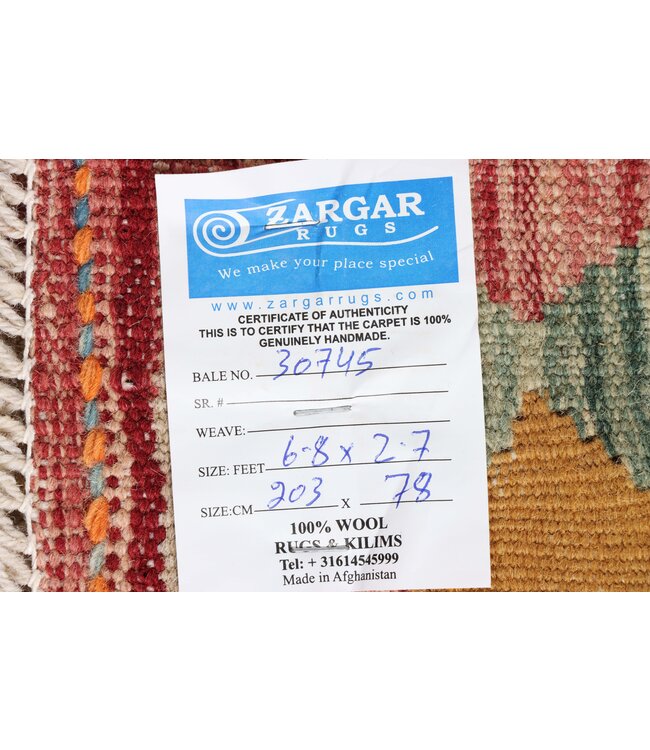 ZARGAR
RUGS
We make your place special
www.zargarrugs.com
CERTIFICATE OF AUTHENTICITY
THIS IS TO CERTIFY THAT THE CARPET IS 100%
GENUINELY HANDMADE.
BALE NO. 30745
SR. #
WEAVE:
SIZE: FEET 6-8 x 2-7
SIZE:CM 203 X 78
100% WOOL
RUGS & KILIMS
Tel: + 31614545999
Made in Afghanistan